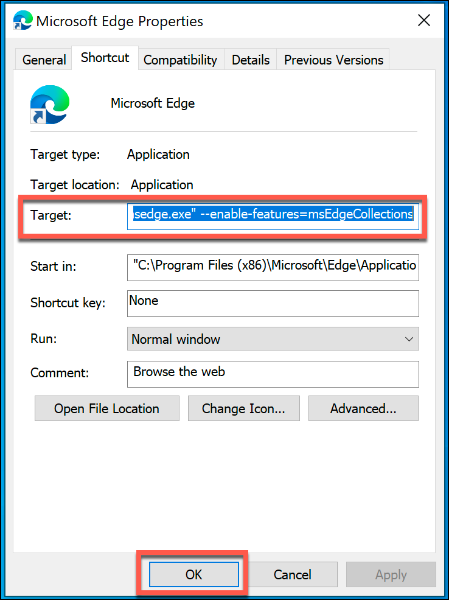 Microsoft Edge Properties
General Shortcut Compatibility Details Previous Versions
Microsoft Edge
Target type: Application
Target location: Application
Target: sedge.exe" --enable-features=msEdgeCollections
Start in: "C:\Program Files (x86)\Microsoft\Edge\Applicatio
Shortcut key: None
Run: Normal window
Comment: Browse the web
Open File Location Change Icon... Advanced...
OK Cancel Apply